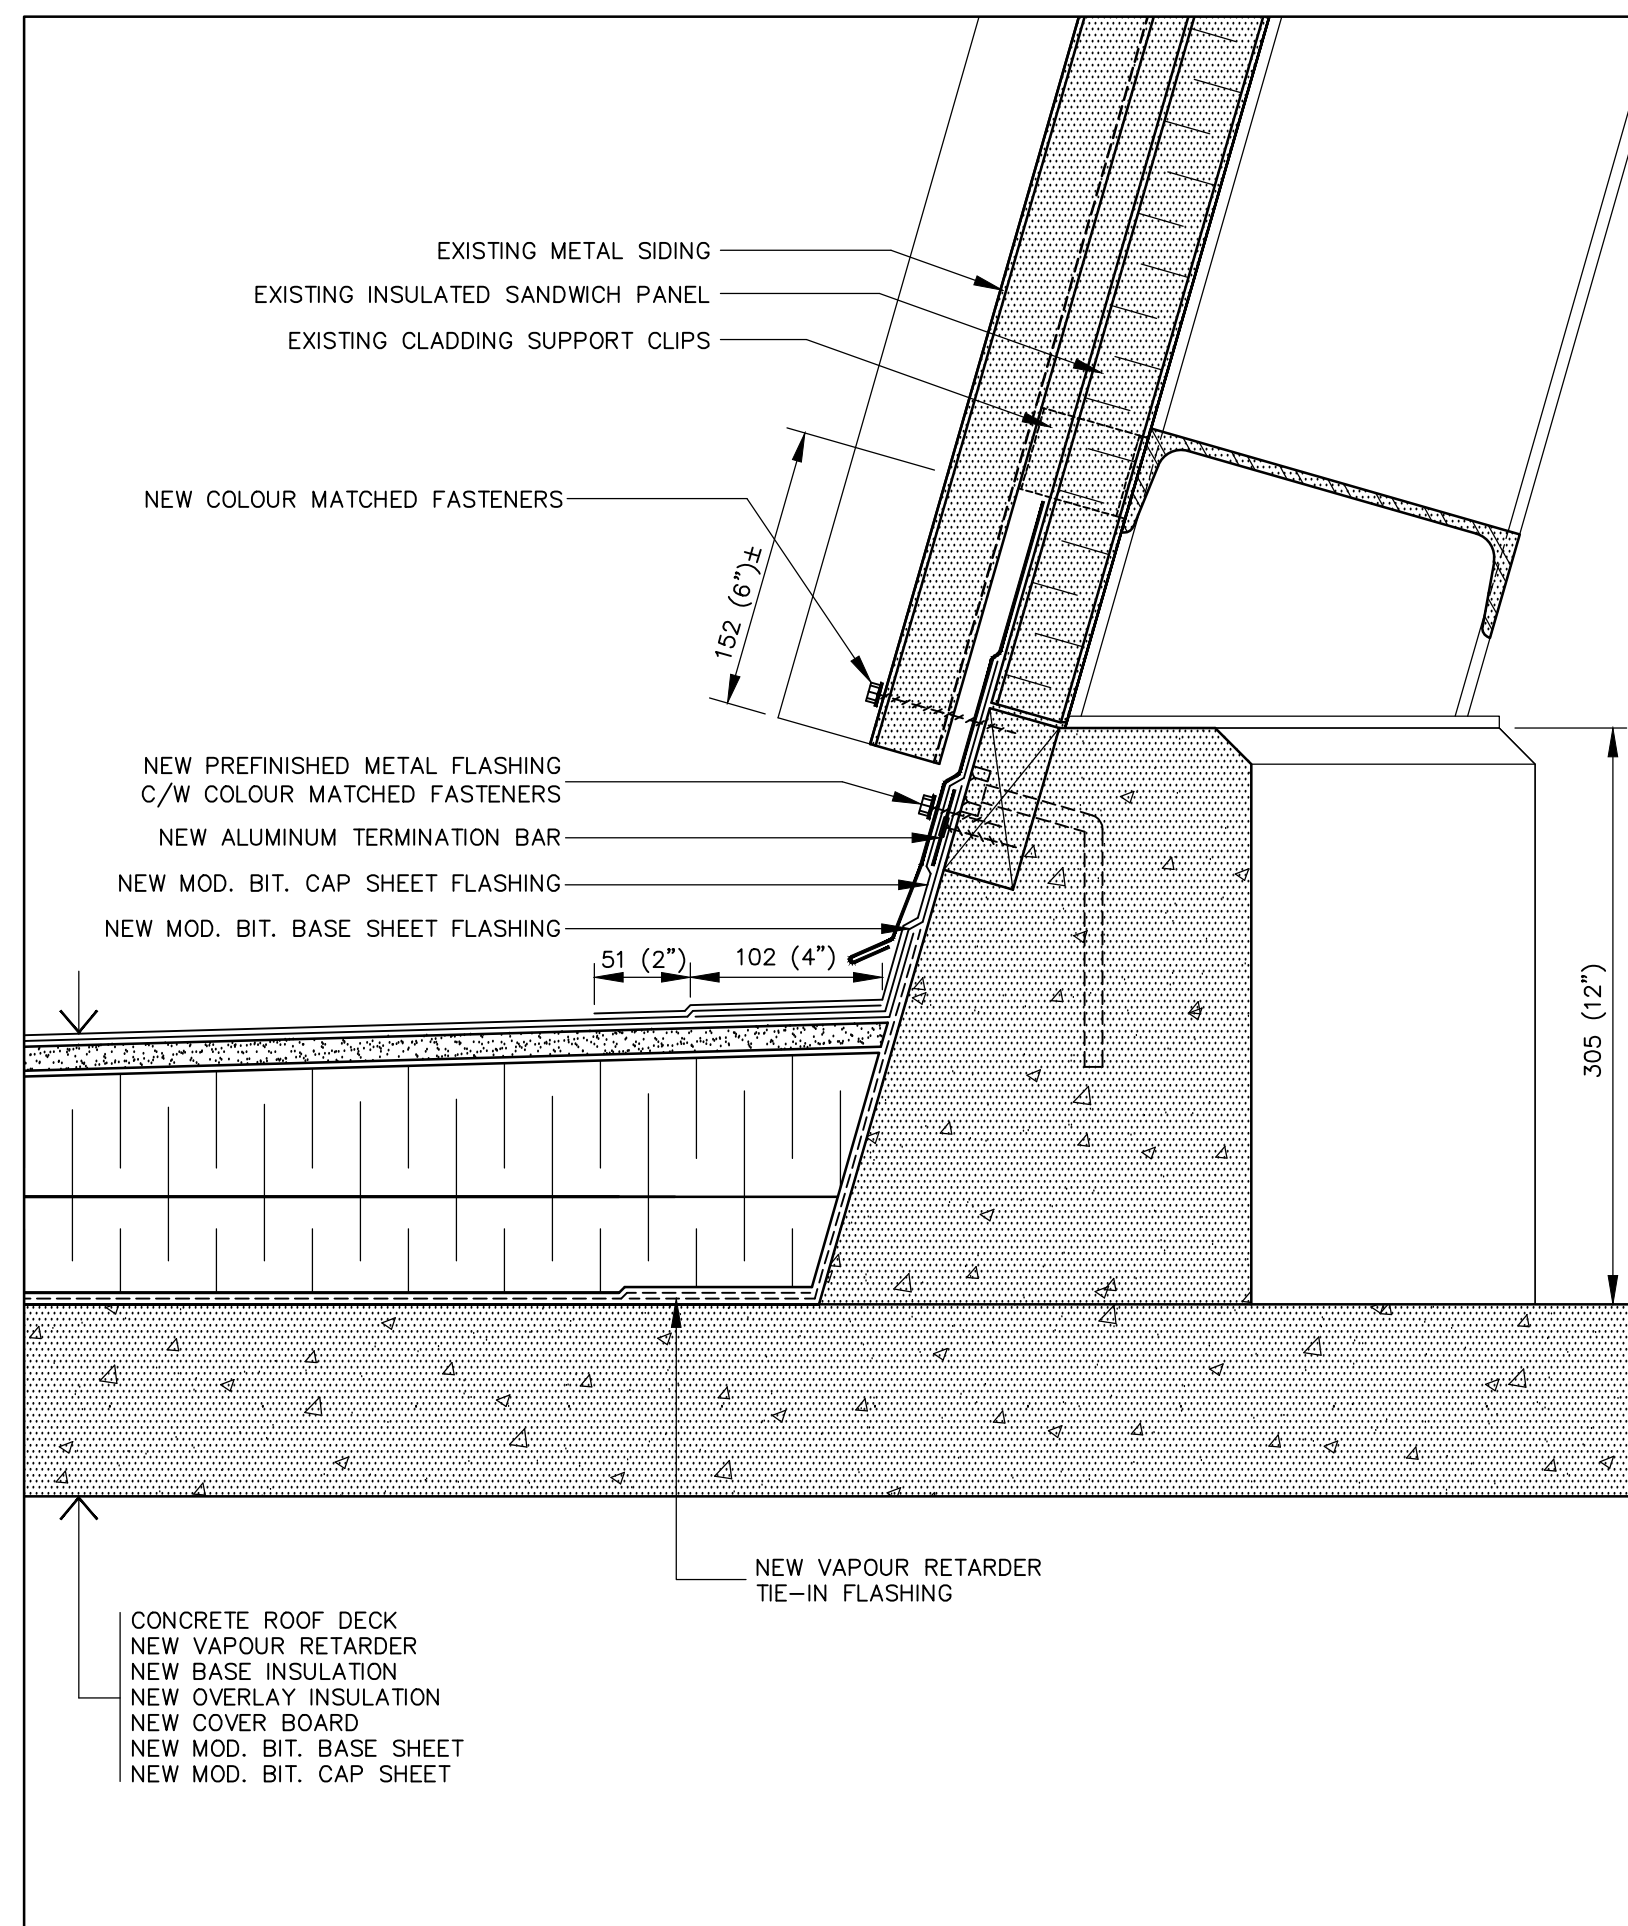 EXISTING METAL SIDING
EXISTING INSULATED SANDWICH PANEL
EXISTING CLADDING SUPPORT CLIPS
NEW COLOUR MATCHED FASTENERS
152 (6")±
NEW PREFINISHED METAL FLASHING
C/W COLOUR MATCHED FASTENERS
NEW ALUMINUM TERMINATION BAR
NEW MOD. BIT. CAP SHEET FLASHING
NEW MOD. BIT. BASE SHEET FLASHING
51 (2")
102 (4")
305 (12")
NEW VAPOUR RETARDER
TIE-IN FLASHING
CONCRETE ROOF DECK
NEW VAPOUR RETARDER
NEW BASE INSULATION
NEW OVERLAY INSULATION
NEW COVER BOARD
NEW MOD. BIT. BASE SHEET
NEW MOD. BIT. CAP SHEET